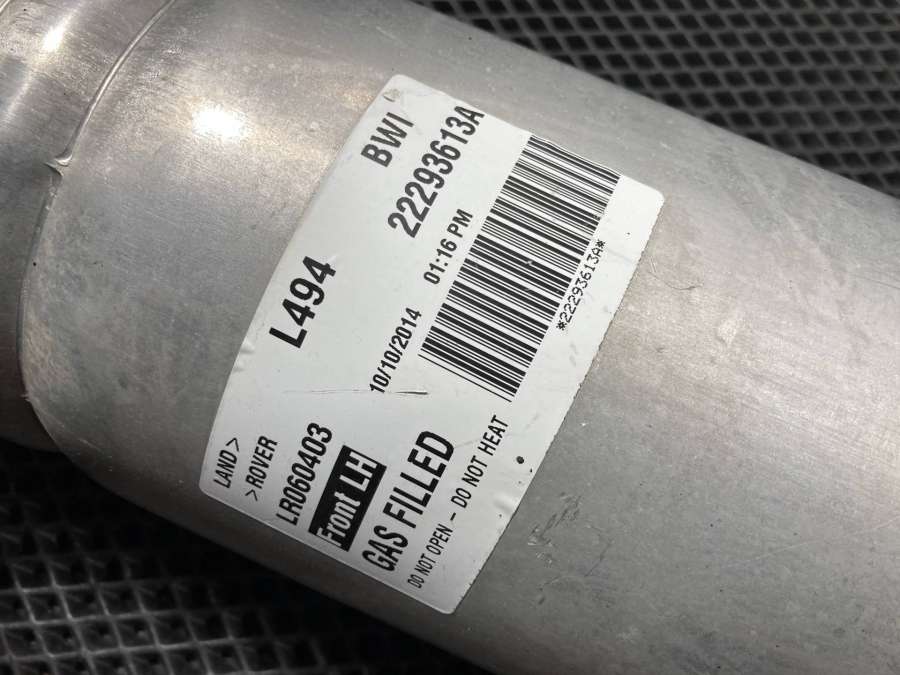 BWI
L494
22293613A
10/10/2014 01:16 PM
*22293613A*
LAND>
>ROVER
LR060403
Front LH
GAS FILLED
DO NOT OPEN - DO NOT HEAT